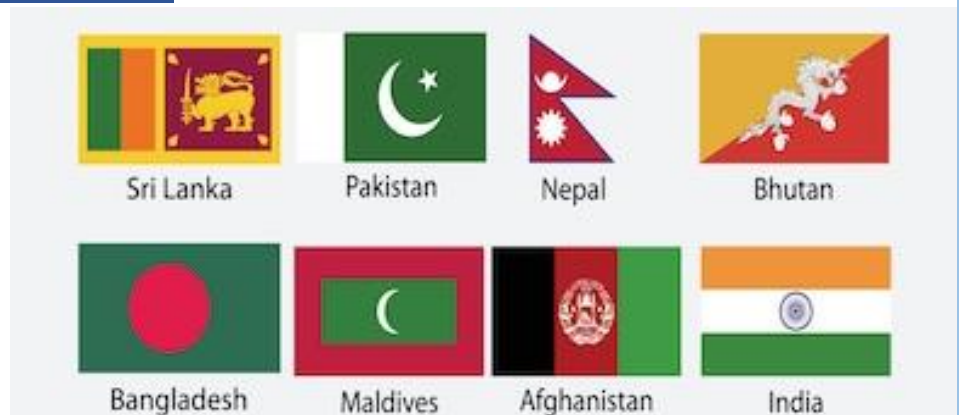 Sri Lanka
Pakistan
Nepal
Bhutan
Bangladesh
Maldives
Afghanistan
India